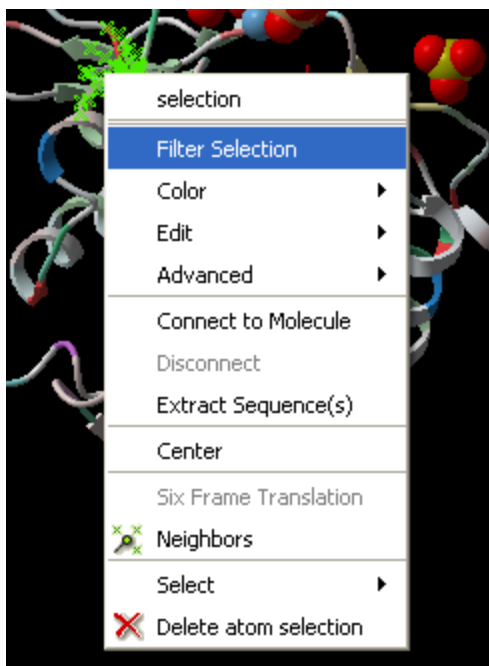 selection
Filter Selection
Color
Edit
Advanced
Connect to Molecule
Disconnect
Extract Sequence(s)
Center
Six Frame Translation
Neighbors
Select
Delete atom selection